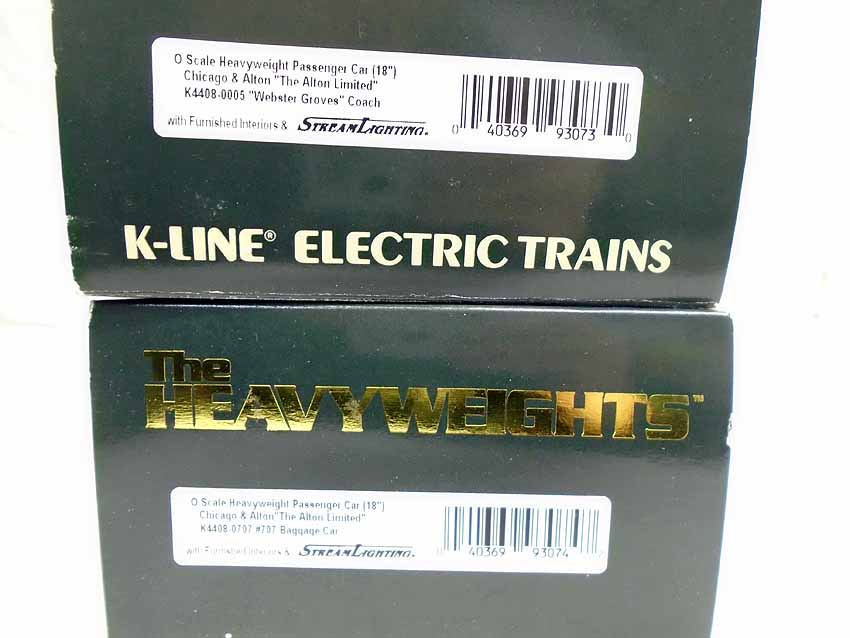 O Scale Heavyweight Passenger Car (18")
Chicago & Alton "The Alton Limited"
K4408-0005 "Webster Groves" Coach
with Furnished Interiors & STREAMLIGHTING.
0 40369 93073 0
K-LINE® ELECTRIC TRAINS
The
HEAVYWEIGHTS™
O Scale Heavyweight Passenger Car (18")
Chicago & Alton"The Alton Limited"
K4408-0707 #707 Baggage Car
with Furnished Interiors & STREAMLIGHTING.
0 40369 93074